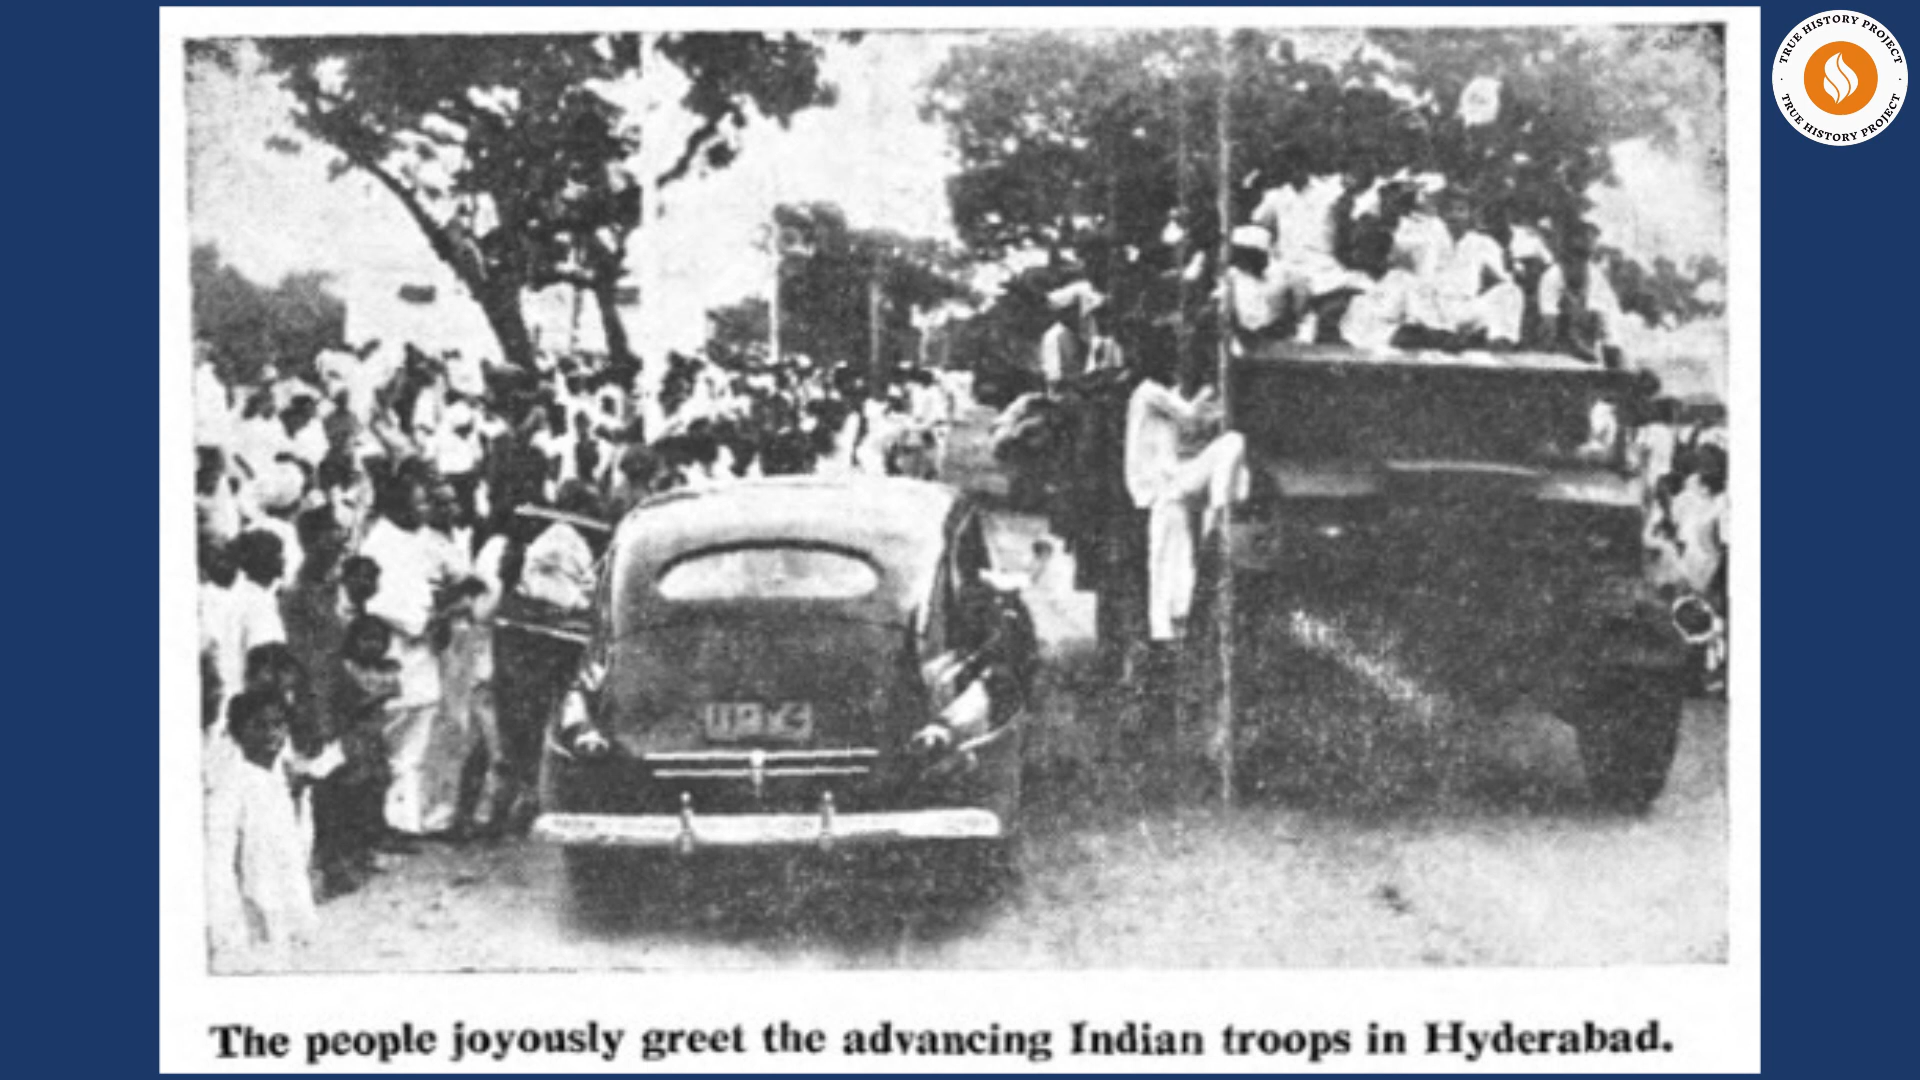 TRUE HISTORY PROJECT
TRUE HISTORY PROJECT
The people joyously greet the advancing Indian troops in Hyderabad.